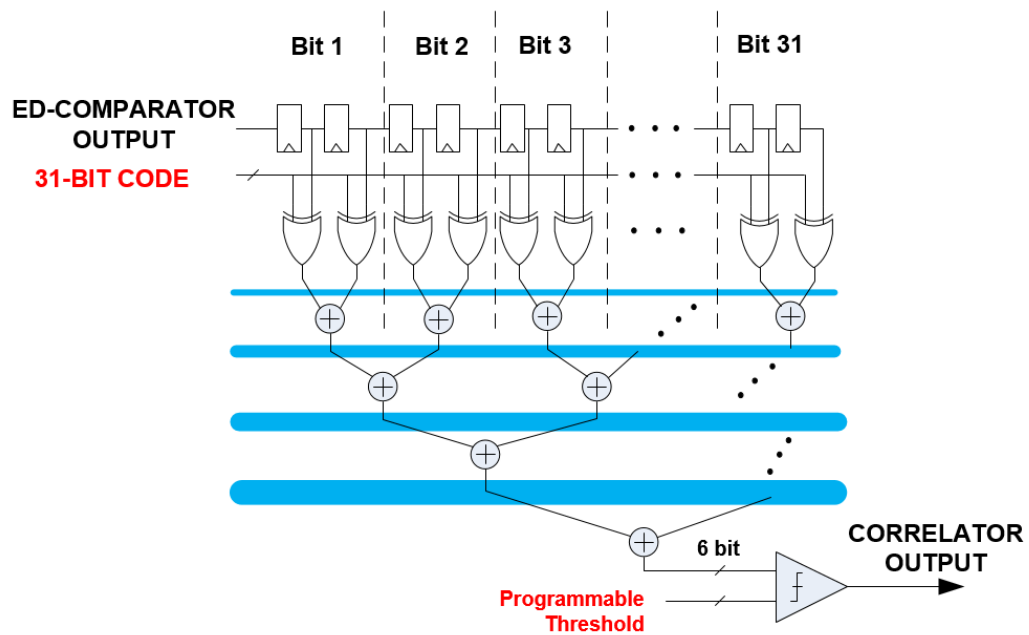 Bit 1
Bit 2
Bit 3
Bit 31
ED-COMPARATOR
OUTPUT
31-BIT CODE
6 bit
CORRELATOR
OUTPUT
Programmable
Threshold